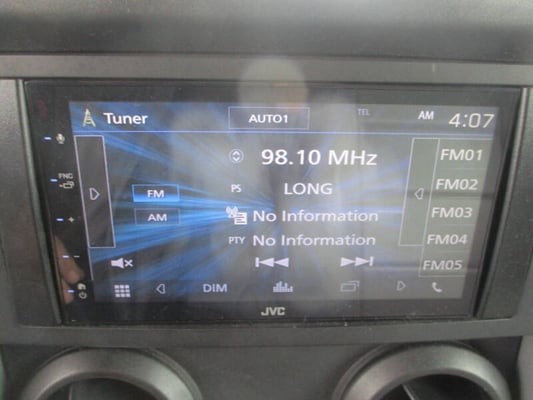 Tuner
AUTO1
TEL
AM 4:07
98.10 MHz
FM01
FM
PS LONG
FM02
AM
No Information
FM03
PTY No Information
FM04
FM05
FNC
DIM
JVC